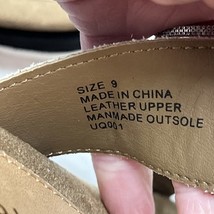 SIZE 9
MADE IN CHINA
LEATHER UPPER
MANMADE OUTSOLE
UQ001